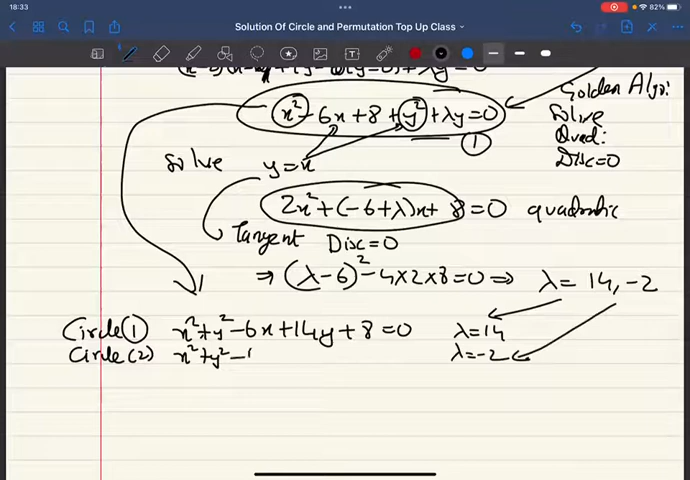 18:33
82%
Solution Of Circle and Permutation Top Up Class
Golden Algo:
x² - 6x + 8 + y² + λy = 0
Solve
Quad:
Disc = 0
①
Solve y = x
2x² + (-6 + λ)x + 8 = 0 quadratic
Tangent Disc = 0
⇒ (λ - 6)² - 4×2×8 = 0 ⇒ λ = 14, -2
Circle ① x² + y² - 6x + 14y + 8 = 0 λ = 14
Circle (2) x² + y² - λ = -2